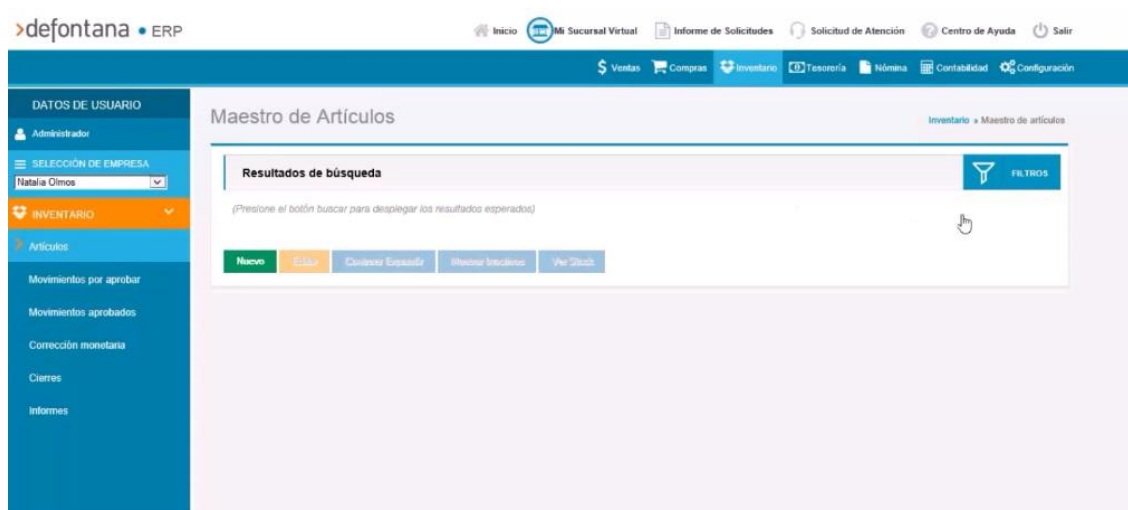 >defontana • ERP
Inicio Mi Sucursal Virtual Informe de Solicitudes Solicitud de Atención Centro de Ayuda Salir
$ Ventas Compras Inventario Tesorería Nómina Contabilidad Configuración
DATOS DE USUARIO
Administrador
SELECCIÓN DE EMPRESA
Natalia Olmos
INVENTARIO
Artículos
Movimientos por aprobar
Movimientos aprobados
Corrección monetaria
Cierres
Informes
Maestro de Artículos
Inventario » Maestro de artículos
Resultados de búsqueda
FILTROS
(Presione el botón buscar para desplegar los resultados esperados)
Nuevo Editar Ver Stock